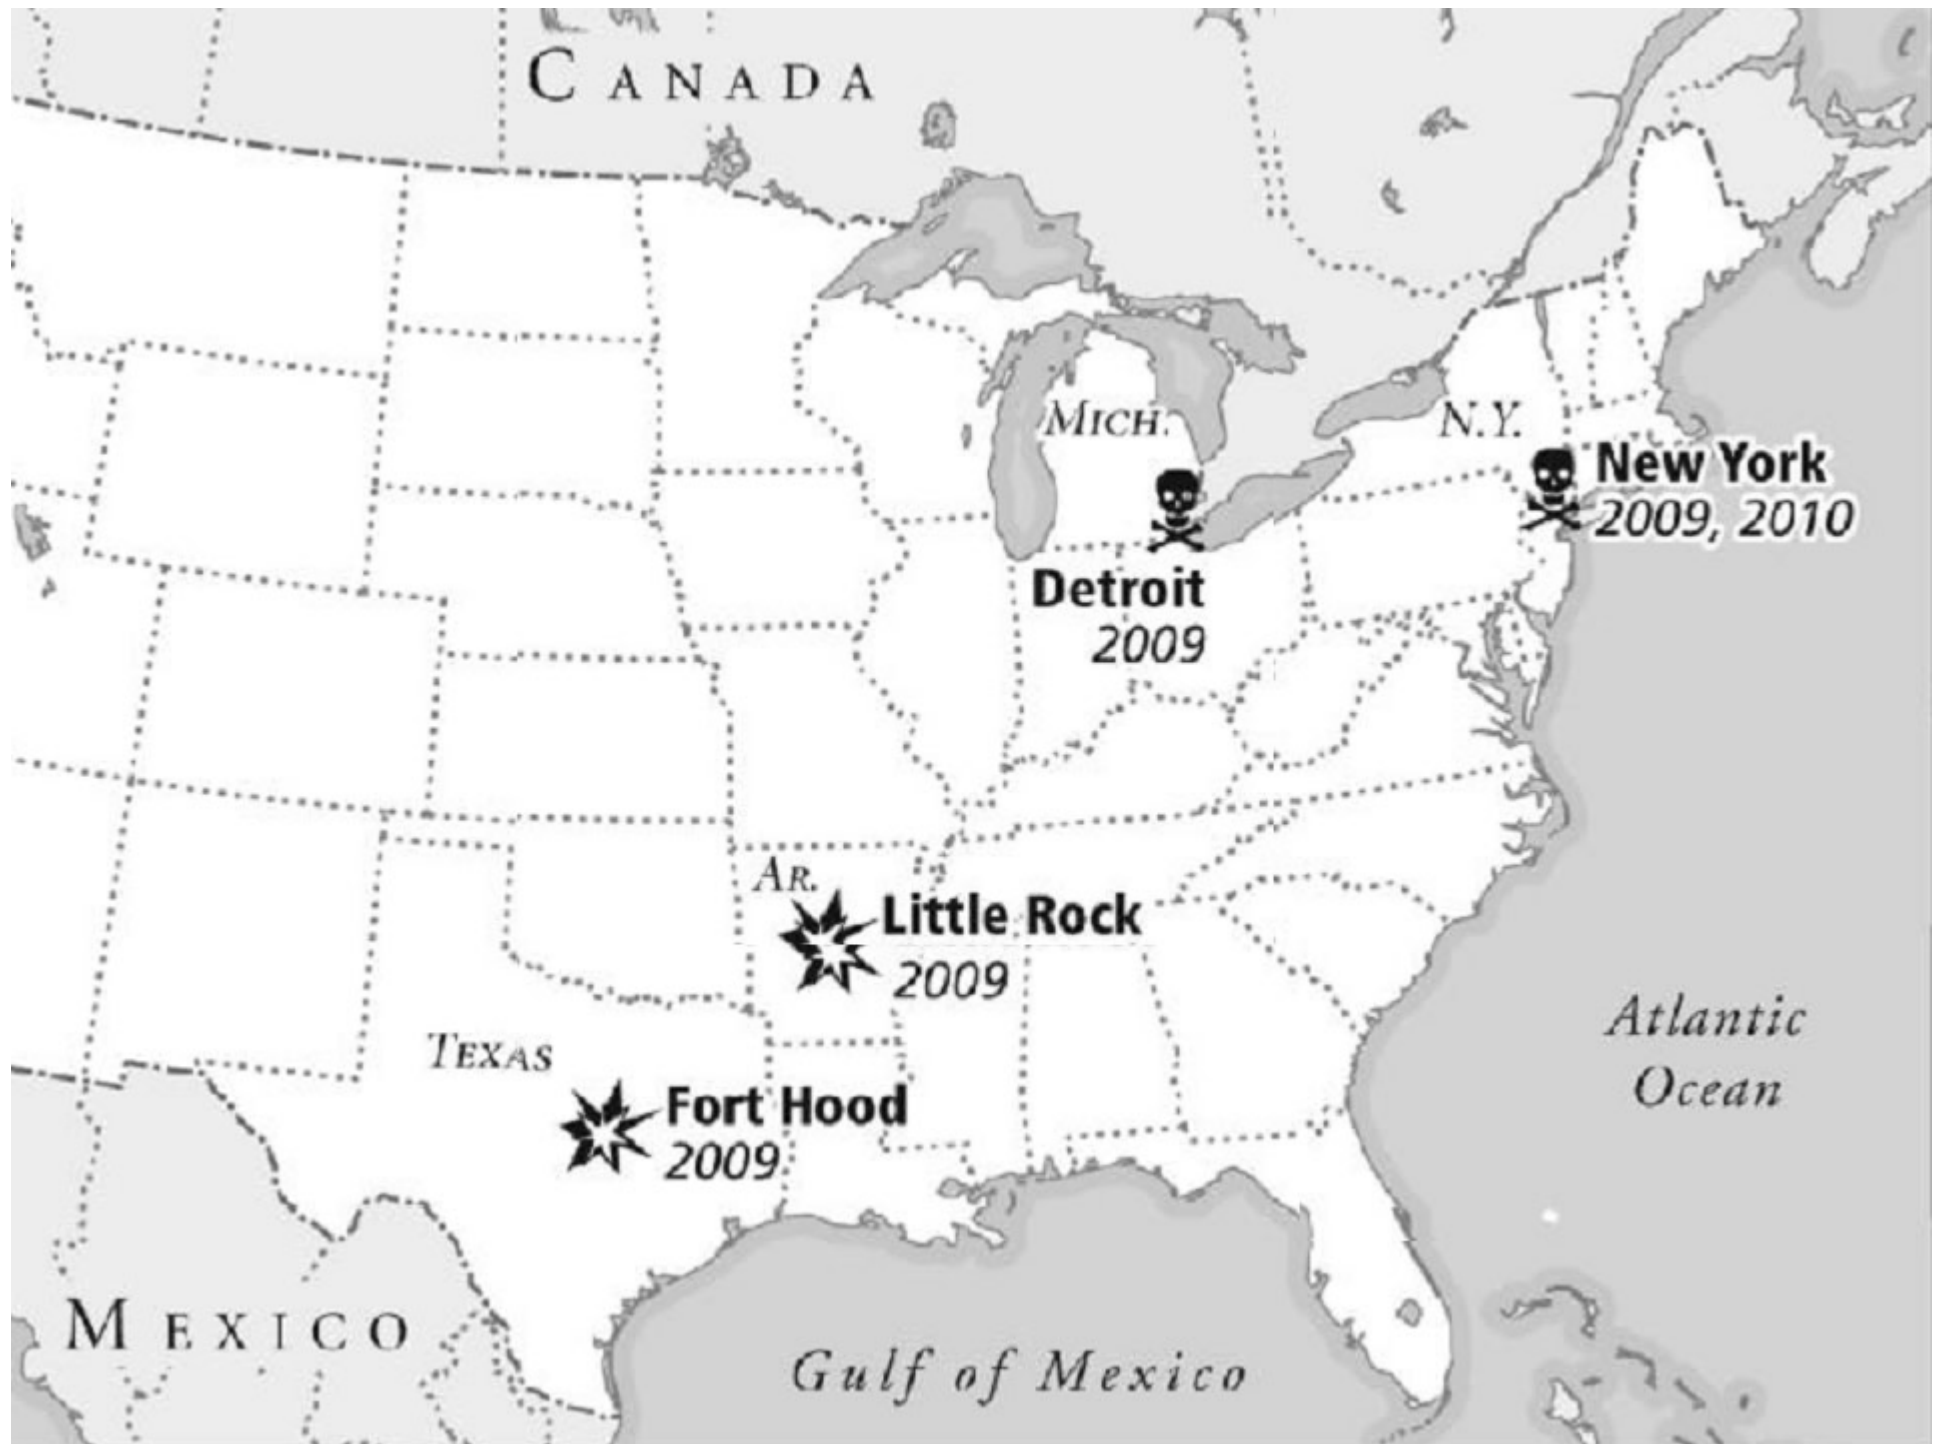 CANADA
MICH.
N.Y.
New York
2009, 2010
Detroit
2009
AR.
Little Rock
2009
TEXAS
Fort Hood
2009
Atlantic
Ocean
MEXICO
Gulf of Mexico